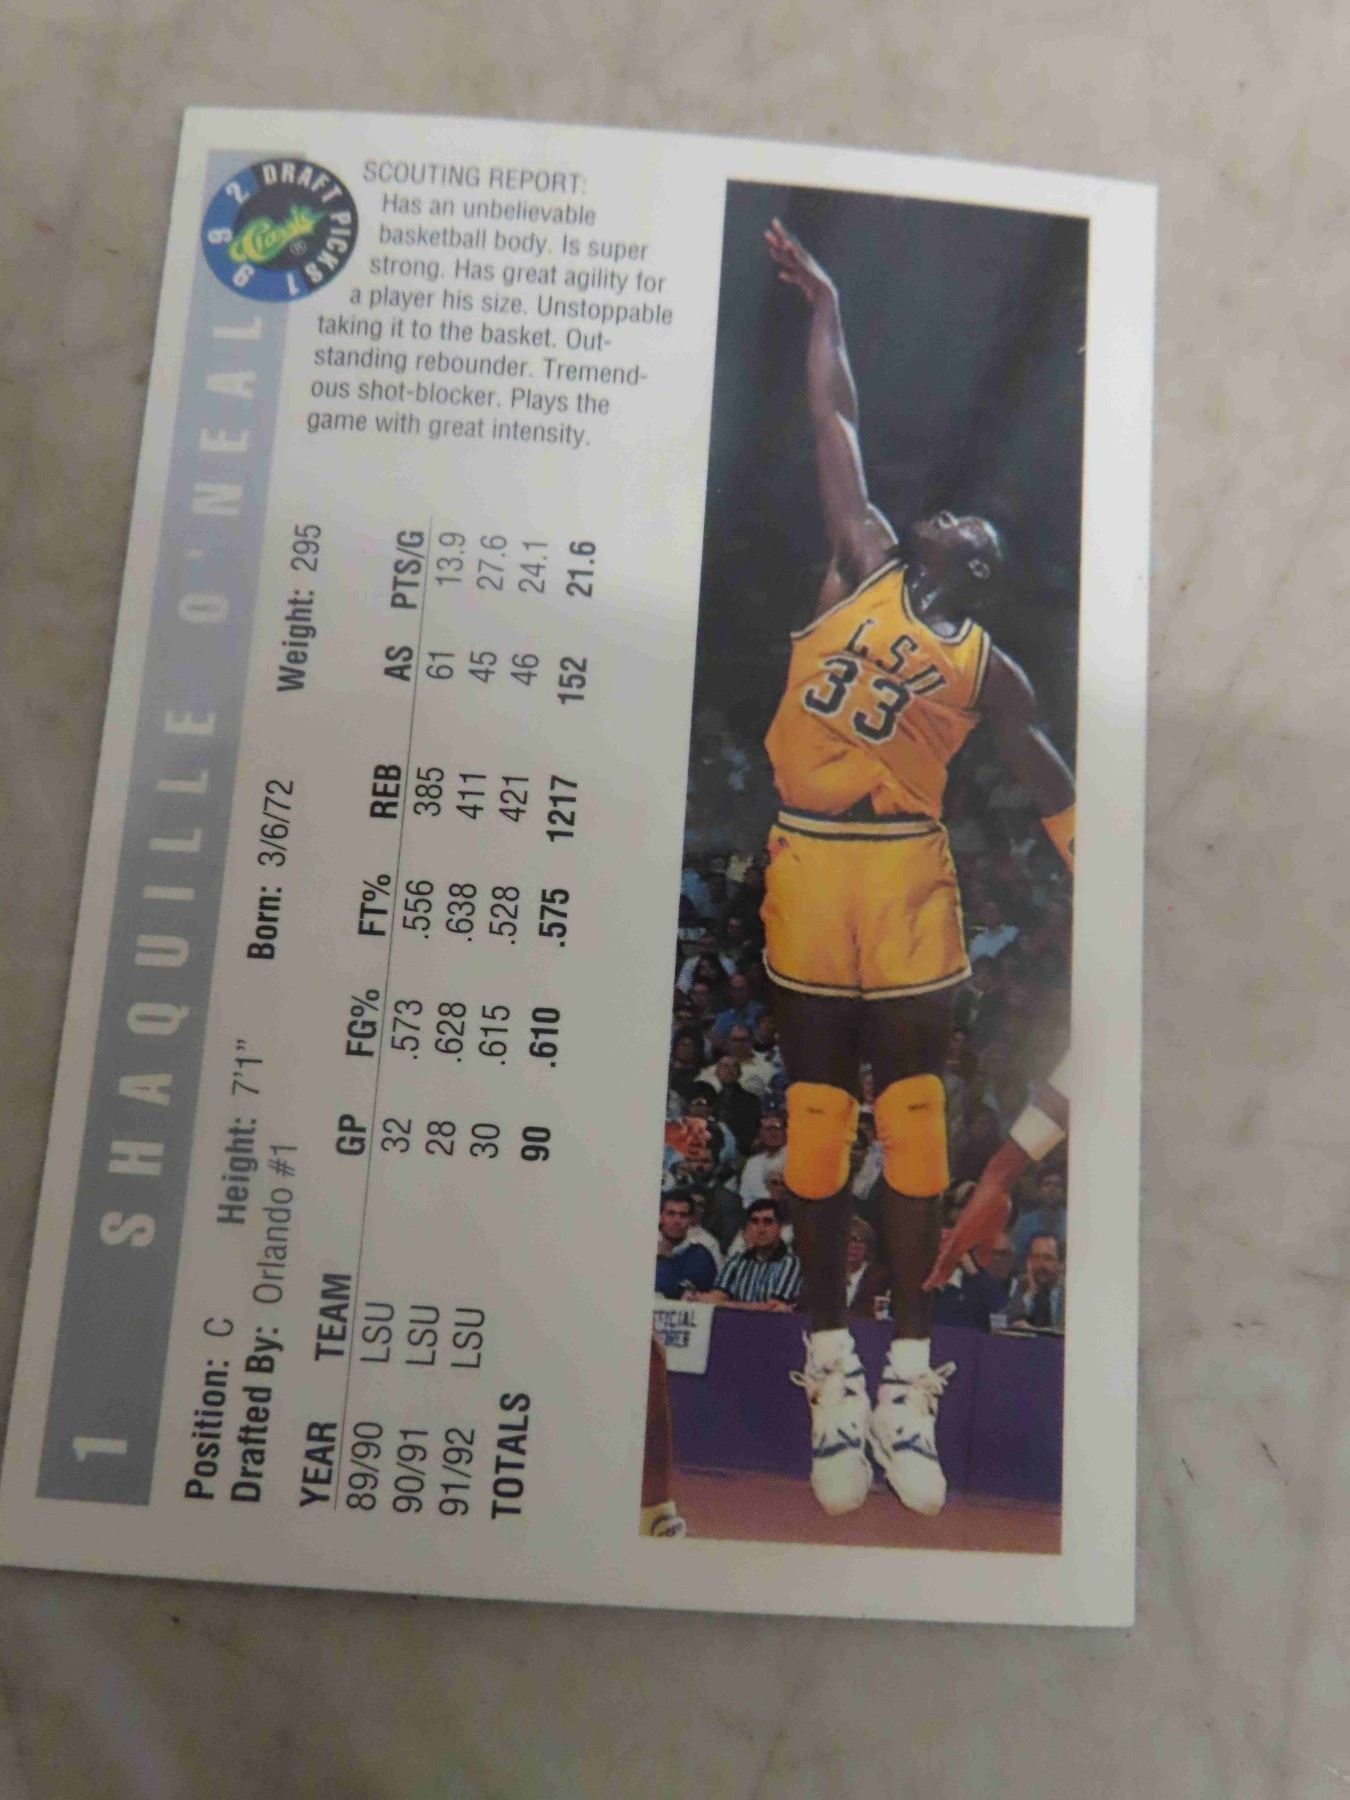 1 SHAQUILLE O'NEAL
1992 DRAFT PICKS
Classic ®
Position: C Height: 7'1" Born: 3/6/72 Weight: 295
Drafted By: Orlando #1
YEAR TEAM GP FG% FT% REB AS PTS/G
89/90 LSU 32 .573 .556 385 61 13.9
90/91 LSU 28 .628 .638 411 45 27.6
91/92 LSU 30 .615 .528 421 46 24.1
TOTALS 90 .610 .575 1217 152 21.6
SCOUTING REPORT:
Has an unbelievable
basketball body. Is super
strong. Has great agility for
a player his size. Unstoppable
taking it to the basket. Out-
standing rebounder. Tremend-
ous shot-blocker. Plays the
game with great intensity.
LSU
33